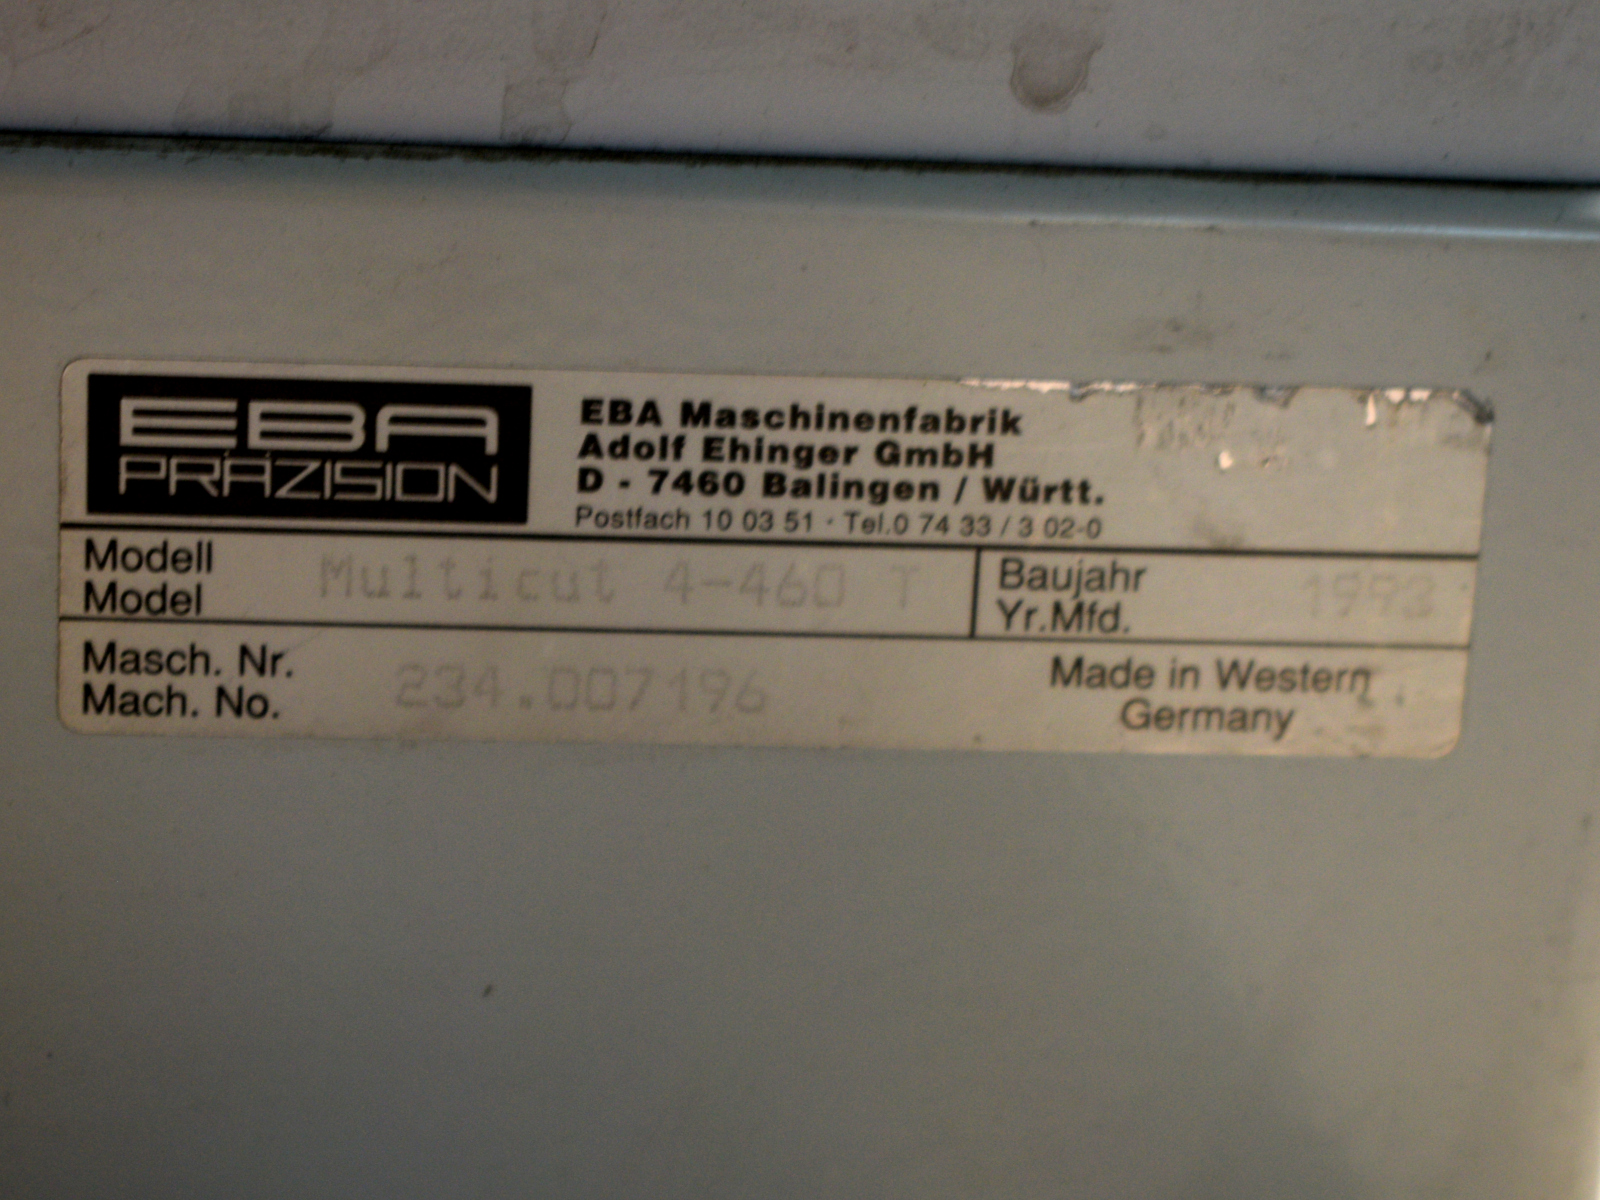 EBA
PRÄZISION
EBA Maschinenfabrik
Adolf Ehinger GmbH
D - 7460 Balingen / Württ.
Postfach 10 03 51 · Tel.0 74 33 / 3 02-0
Modell
Model
Multicut 4-460 T
Baujahr
Yr.Mfd.
1993
Masch. Nr.
Mach. No.
234.007196
Made in Western
Germany